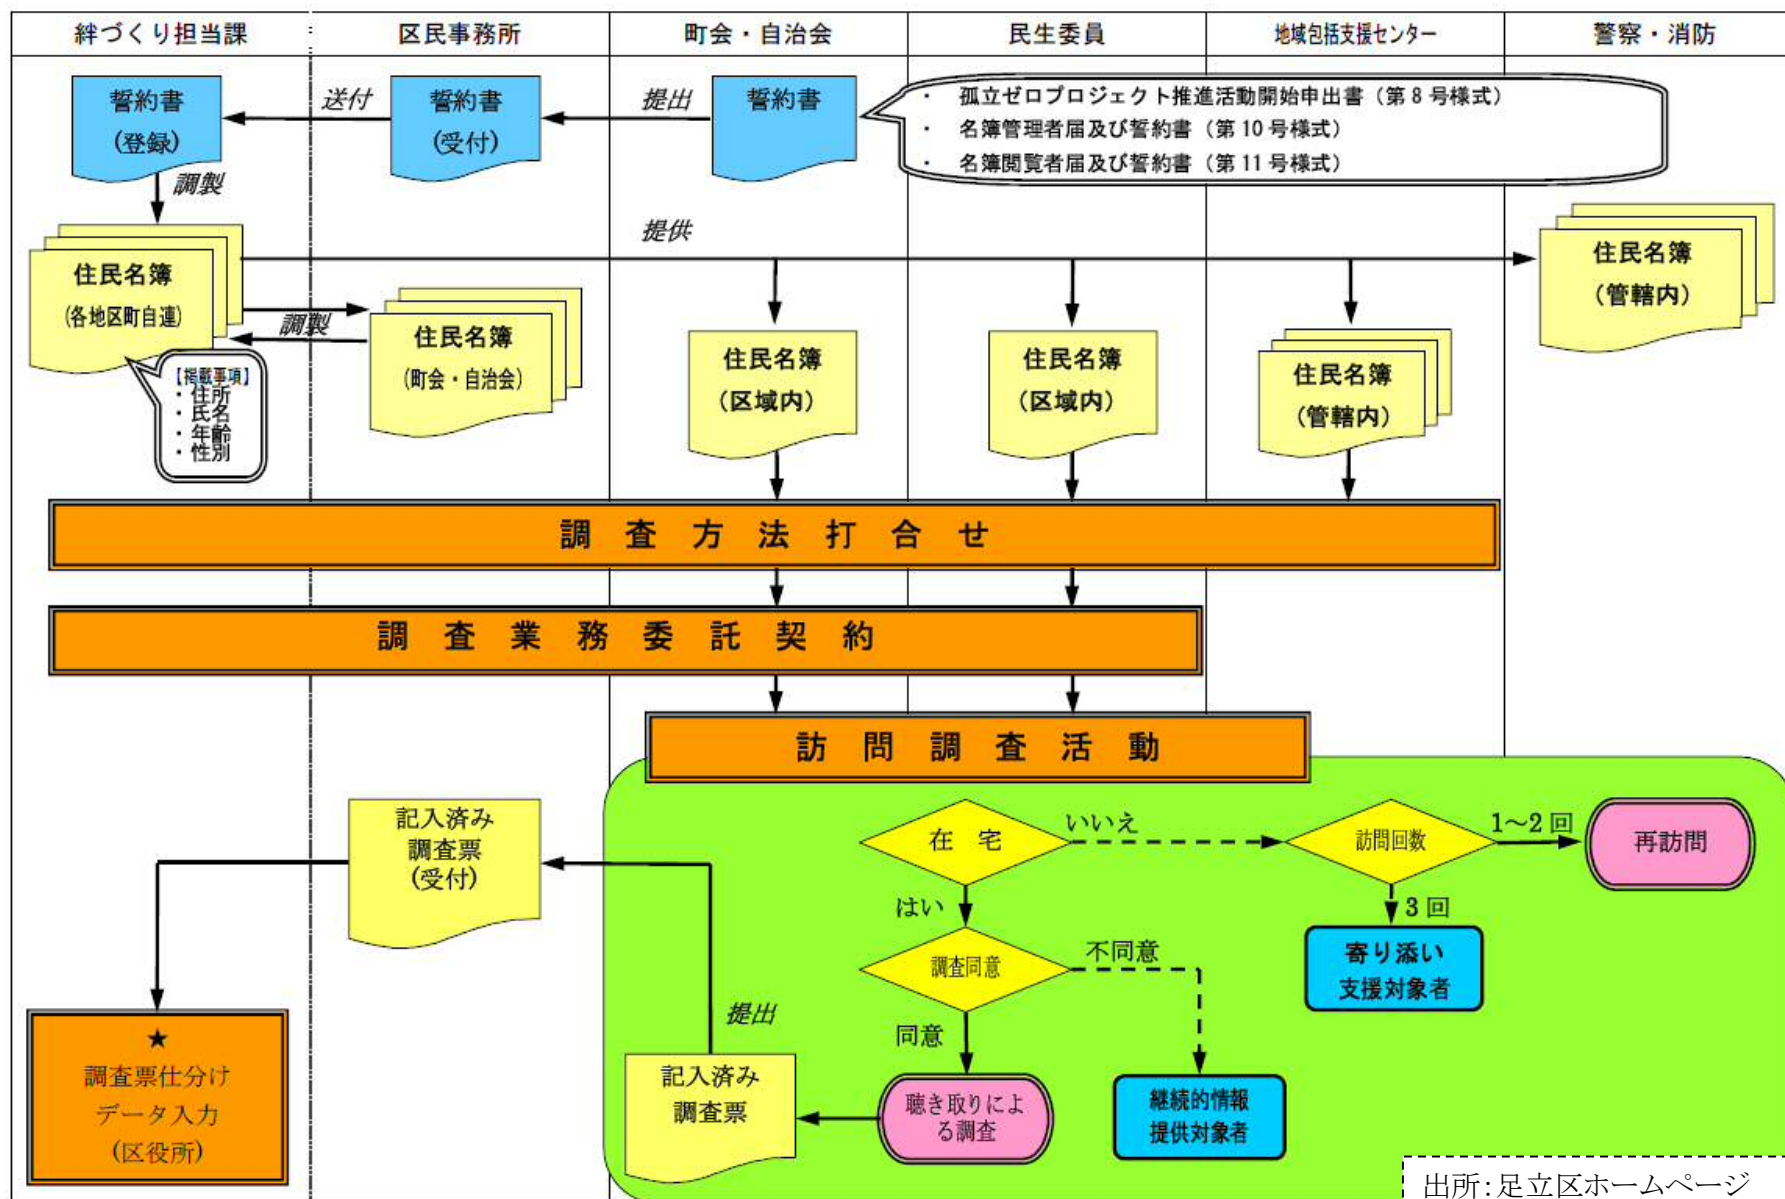 絆づくり担当課
区民事務所
町会・自治会
民生委員
地域包括支援センター
警察・消防
誓約書
(登録)
送付
誓約書
(受付)
提出
誓約書
・ 孤立ゼロプロジェクト推進活動開始申出書（第8号様式）
・ 名簿管理者届及び誓約書（第10号様式）
・ 名簿閲覧者届及び誓約書（第11号様式）
調製
提供
住民名簿
(各地区町自連)
調製
住民名簿
(町会・自治会)
住民名簿
(区域内)
住民名簿
(区域内)
住民名簿
(管轄内)
住民名簿
(管轄内)
【掲載事項】
・住所
・氏名
・年齢
・性別
調査方法打合せ
調査業務委託契約
訪問調査活動
記入済み
調査票
(受付)
在 宅
いいえ
訪問回数
1～2 回
再訪問
はい
3 回
寄り添い
支援対象者
調査同意
不同意
同意
継続的情報
提供対象者
聴き取りによ
る調査
記入済み
調査票
提出
★
調査票仕分け
データ入力
(区役所)
出所：足立区ホームページ